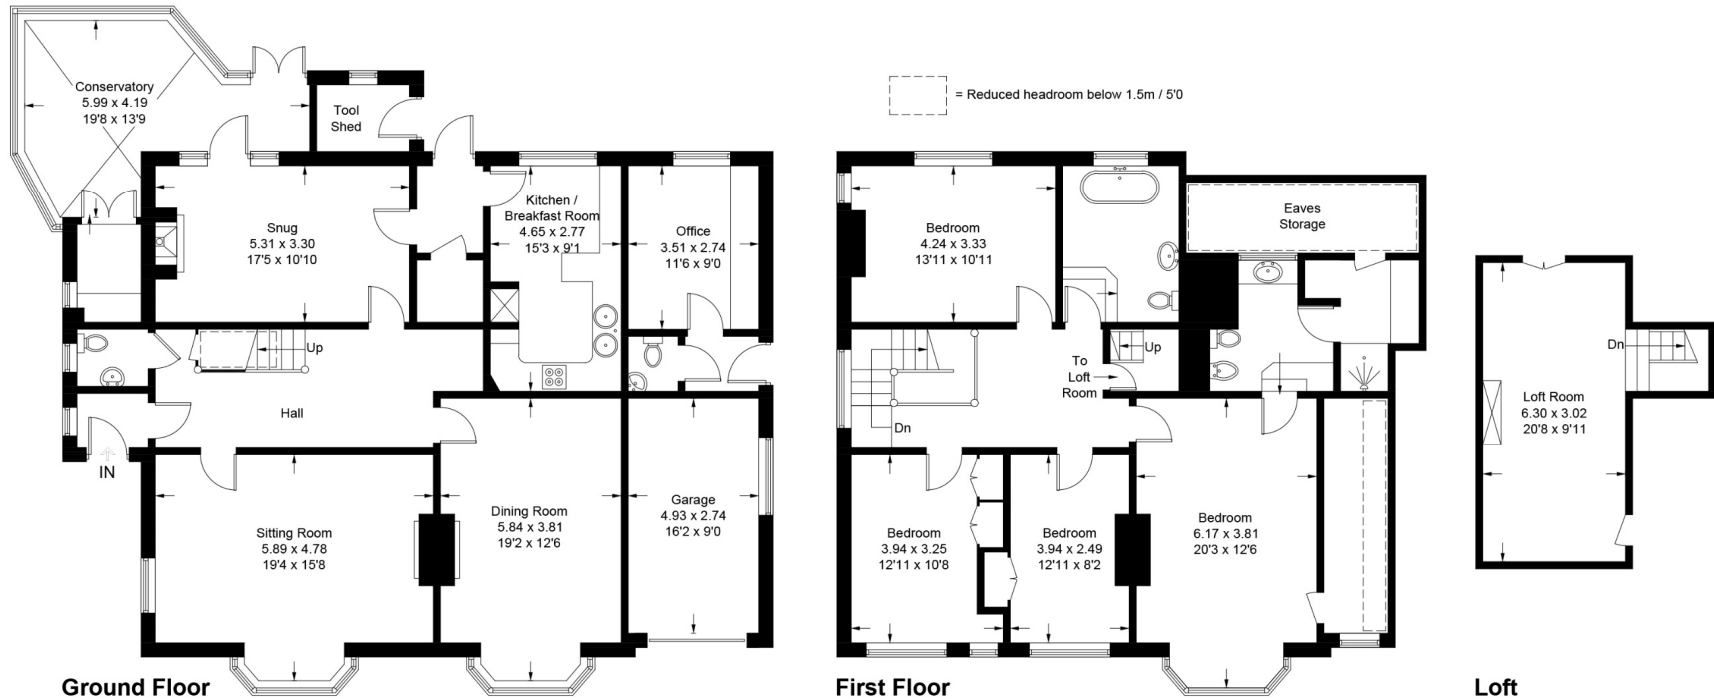 Conservatory
5.99 x 4.19
19'8 x 13'9
Tool
Shed
Snug
5.31 x 3.30
17'5 x 10'10
Kitchen /
Breakfast Room
4.65 x 2.77
15'3 x 9'1
Office
3.51 x 2.74
11'6 x 9'0
Up
Hall
IN
Sitting Room
5.89 x 4.78
19'4 x 15'8
Dining Room
5.84 x 3.81
19'2 x 12'6
Garage
4.93 x 2.74
16'2 x 9'0
Ground Floor
= Reduced headroom below 1.5m / 5'0
Bedroom
4.24 x 3.33
13'11 x 10'11
Eaves
Storage
Up
To
Loft
Room
Dn
Bedroom
3.94 x 3.25
12'11 x 10'8
Bedroom
3.94 x 2.49
12'11 x 8'2
Bedroom
6.17 x 3.81
20'3 x 12'6
First Floor
Dn
Loft Room
6.30 x 3.02
20'8 x 9'11
Loft